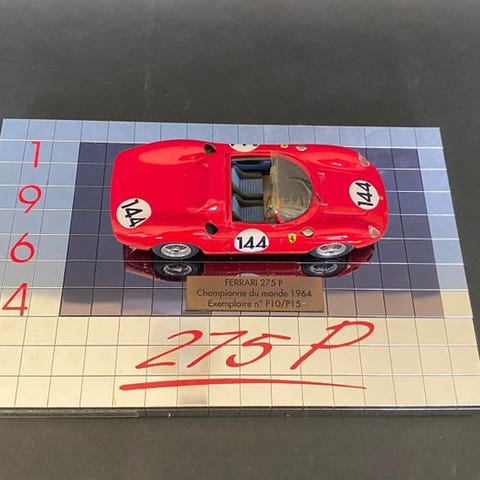 1
9
6
4
144
144
144
FERRARI 275 P
Championne du monde 1964
Exemplaire n° P10/P15
275 P